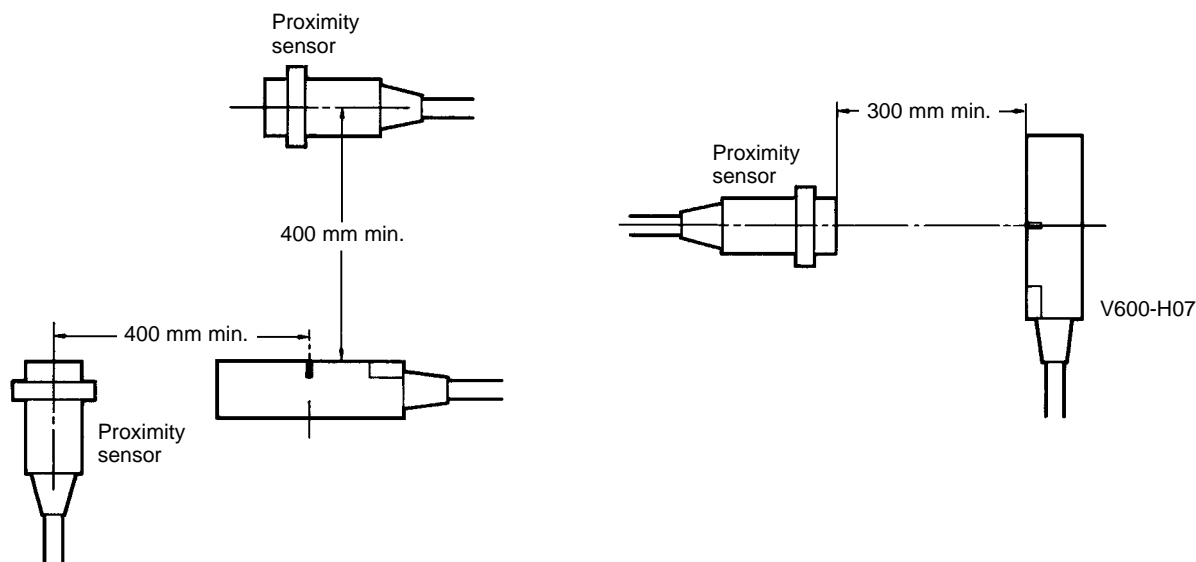 Proximity
sensor
400 mm min.
400 mm min.
Proximity
sensor
300 mm min.
Proximity
sensor
V600-H07